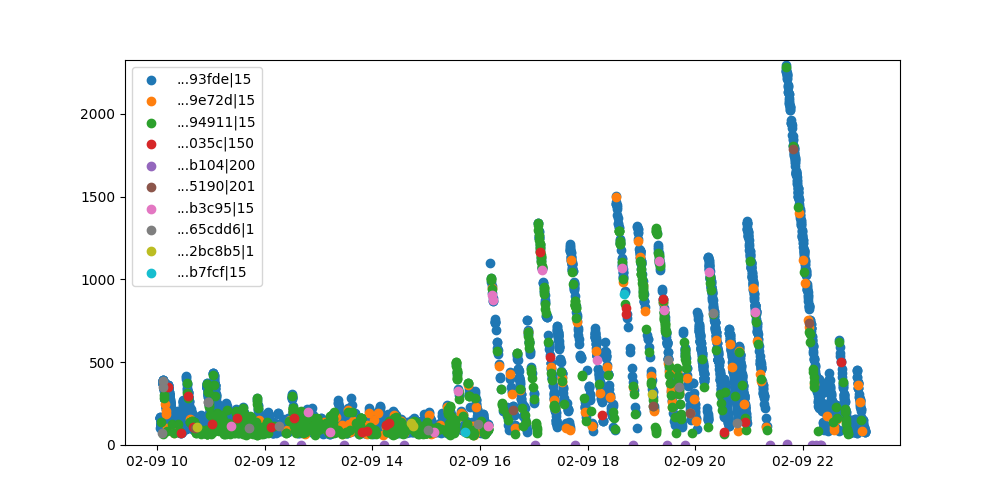 ...93fde|15
...9e72d|15
...94911|15
...035c|150
...b104|200
...5190|201
...b3c95|15
...65cdd6|1
...2bc8b5|1
...b7fcf|15
2000
1500
1000
500
0
02-09 10 02-09 12 02-09 14 02-09 16 02-09 18 02-09 20 02-09 22